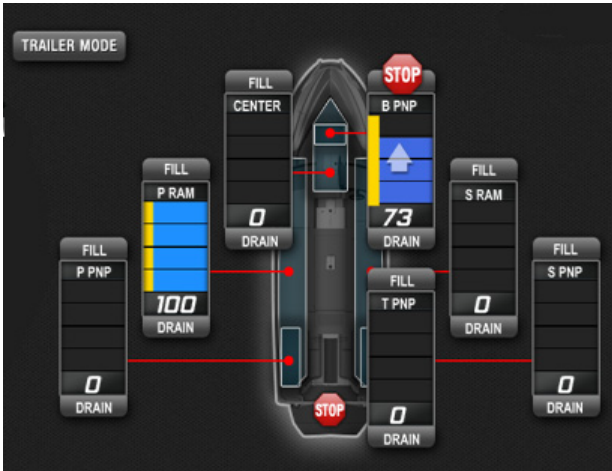 TRAILER MODE
FILL
CENTER
0
DRAIN
STOP
B PNP
73
DRAIN
FILL
P RAM
100
DRAIN
FILL
S RAM
0
DRAIN
FILL
P PNP
0
DRAIN
FILL
T PNP
0
DRAIN
FILL
S PNP
0
DRAIN
STOP